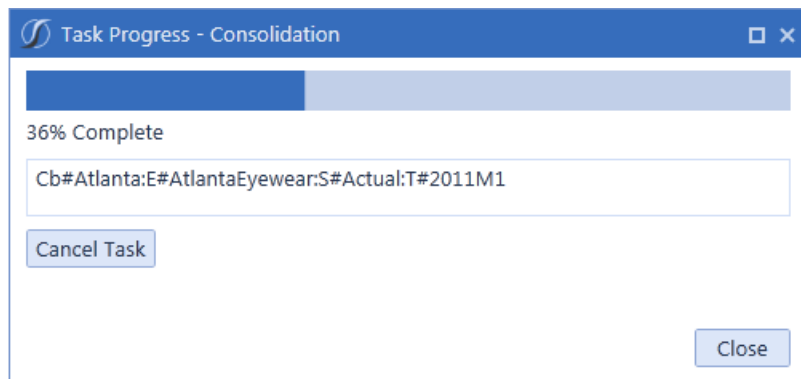 Task Progress - Consolidation
36% Complete
Cb#Atlanta:E#AtlantaEyewear:S#Actual:T#2011M1
Cancel Task
Close